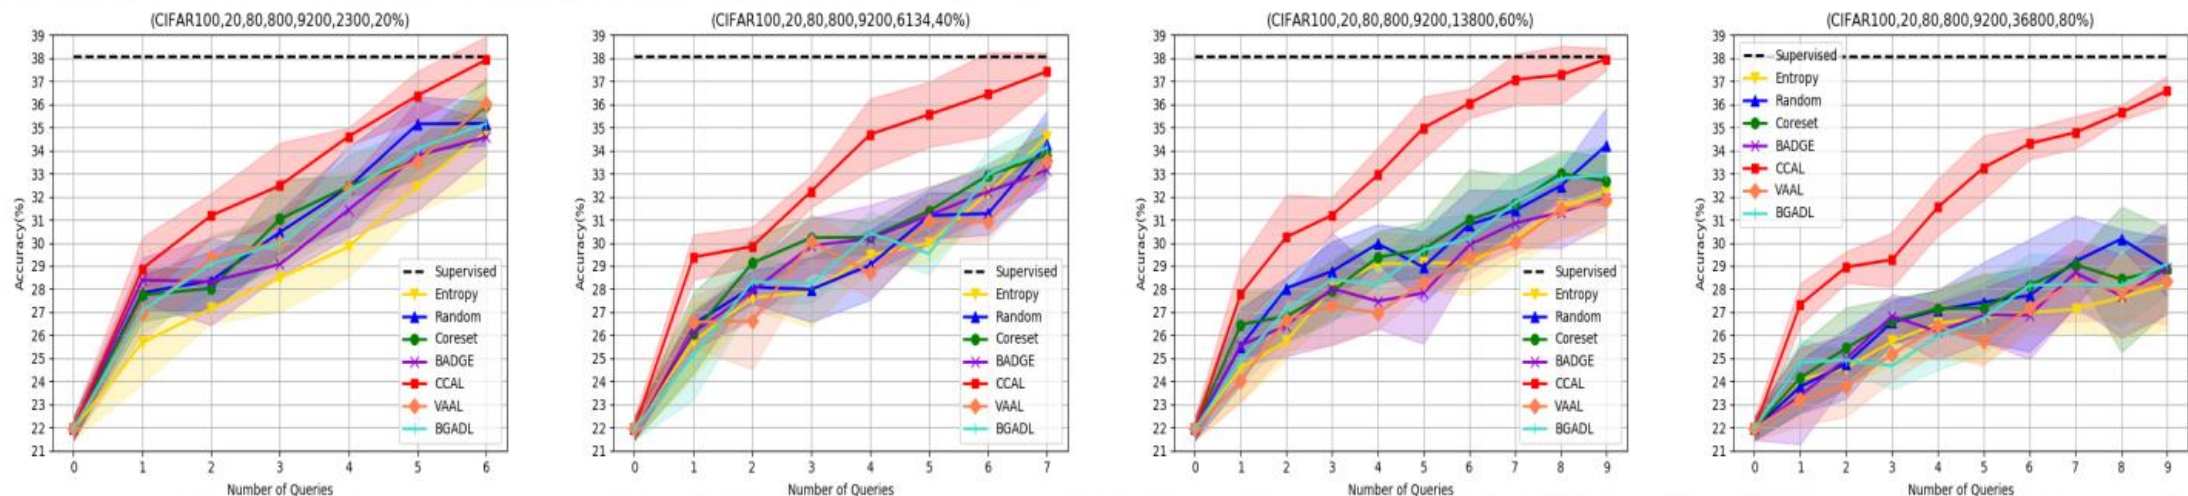 (CIFAR100,20,80,800,9200,2300,20%)
39
38
37
36
35
34
33
32
31
30
29
28
27
26
25
24
23
22
21
Accuracy(%)
0 1 2 3 4 5 6
Number of Queries
Supervised
Entropy
Random
Coreset
BADGE
CCAL
VAAL
BGADL
(CIFAR100,20,80,800,9200,6134,40%)
39
38
37
36
35
34
33
32
31
30
29
28
27
26
25
24
23
22
21
Accuracy(%)
0 1 2 3 4 5 6 7
Number of Queries
Supervised
Entropy
Random
Coreset
BADGE
CCAL
VAAL
BGADL
(CIFAR100,20,80,800,9200,13800,60%)
39
38
37
36
35
34
33
32
31
30
29
28
27
26
25
24
23
22
21
Accuracy(%)
0 1 2 3 4 5 6 7 8 9
Number of Queries
Supervised
Entropy
Random
Coreset
BADGE
CCAL
VAAL
BGADL
(CIFAR100,20,80,800,9200,36800,80%)
39
38
37
36
35
34
33
32
31
30
29
28
27
26
25
24
23
22
21
Accuracy(%)
0 1 2 3 4 5 6 7 8 9
Number of Queries
Supervised
Entropy
Random
Coreset
BADGE
CCAL
VAAL
BGADL